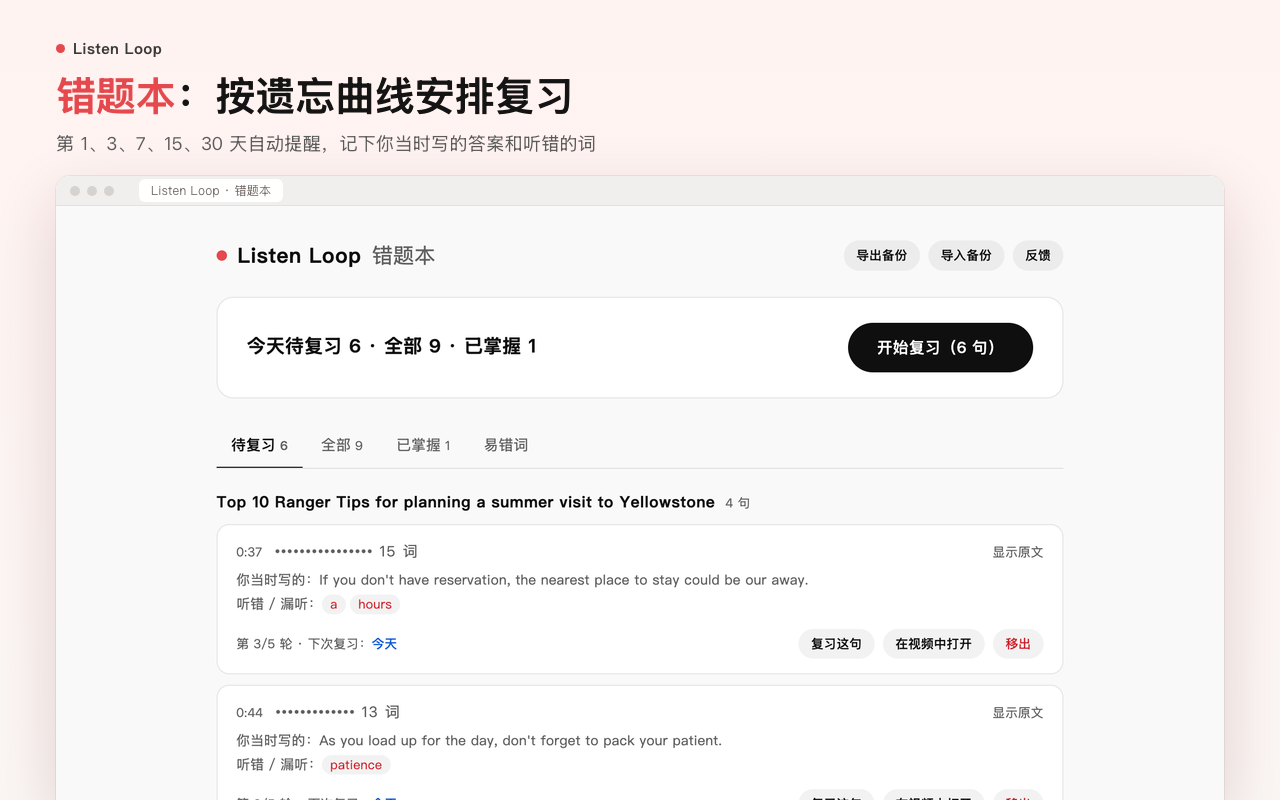 Listen Loop
错题本：按遗忘曲线安排复习
第 1、3、7、15、30 天自动提醒，记下你当时写的答案和听错的词
Listen Loop · 错题本
Listen Loop 错题本
导出备份 导入备份 反馈
今天待复习 6 · 全部 9 · 已掌握 1
开始复习（6 句）
待复习 6 全部 9 已掌握 1 易错词
Top 10 Ranger Tips for planning a summer visit to Yellowstone 4 句
0:37 •••••••••••••••• 15 词 显示原文
你当时写的：If you don't have reservation, the nearest place to stay could be our away.
听错 / 漏听： a hours
第 3/5 轮 · 下次复习：今天 复习这句 在视频中打开 移出
0:44 ••••••••••••• 13 词 显示原文
你当时写的：As you load up for the day, don't forget to pack your patient.
听错 / 漏听： patience